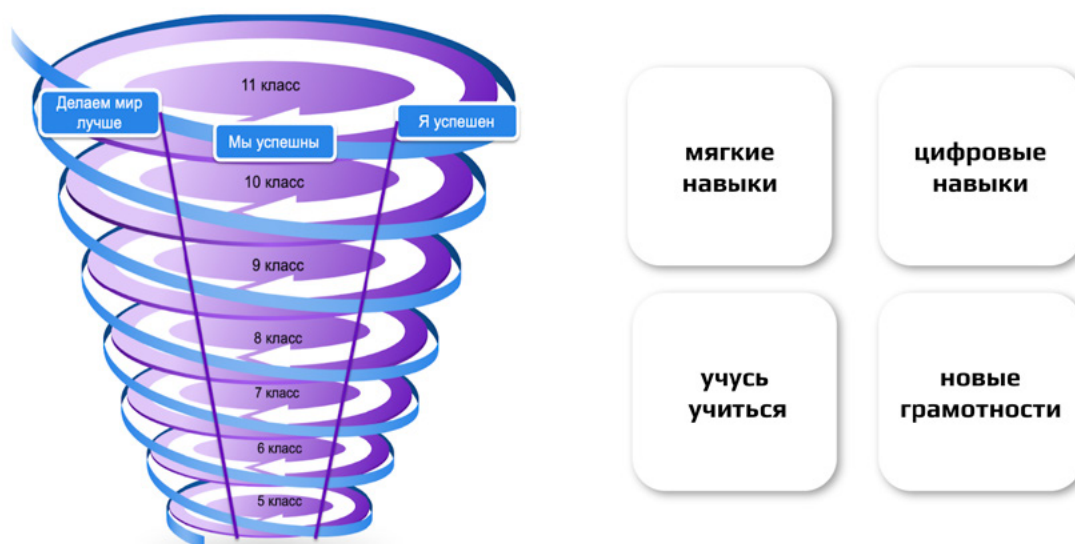 11 класс
Делаем мир
лучше
Мы успешны
Я успешен
10 класс
9 класс
8 класс
7 класс
6 класс
5 класс
мягкие
навыки
цифровые
навыки
учусь
учиться
новые
грамотности